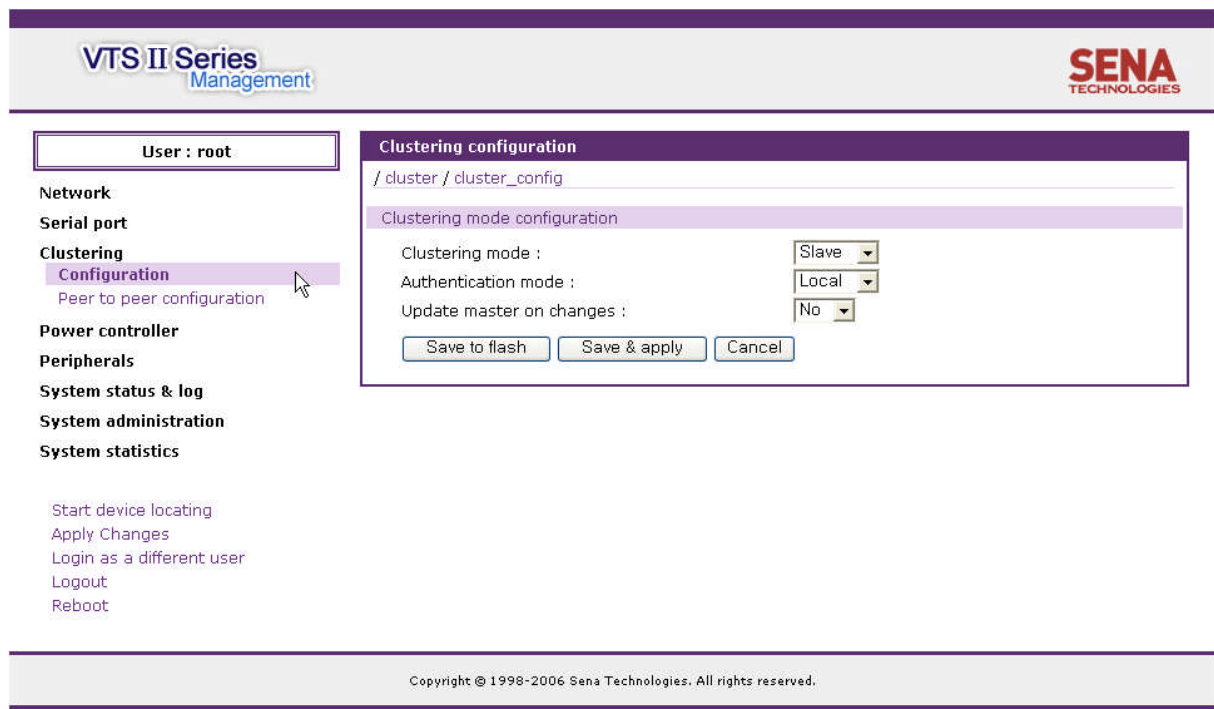 VTS II Series
Management
SENA
TECHNOLOGIES
User : root
Network
Serial port
Clustering
Configuration
Peer to peer configuration
Power controller
Peripherals
System status & log
System administration
System statistics
Start device locating
Apply Changes
Login as a different user
Logout
Reboot
Clustering configuration
/ cluster / cluster_config
Clustering mode configuration
Clustering mode : Slave
Authentication mode : Local
Update master on changes : No
Save to flash Save & apply Cancel
Copyright © 1998-2006 Sena Technologies. All rights reserved.